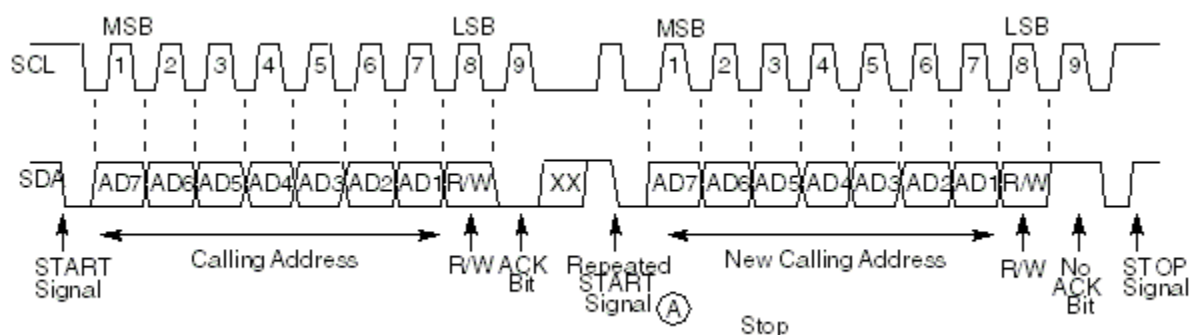 MSB LSB MSB LSB
SCL 1 2 3 4 5 6 7 8 9 1 2 3 4 5 6 7 8 9
SDA AD7 AD6 AD5 AD4 AD3 AD2 AD1 R/W XX AD7 AD6 AD5 AD4 AD3 AD2 AD1 R/W
START
Signal
Calling Address
R/W
ACK
Bit
Repeated
START
Signal
A
New Calling Address
R/W
No
ACK
Bit
STOP
Signal
Stop